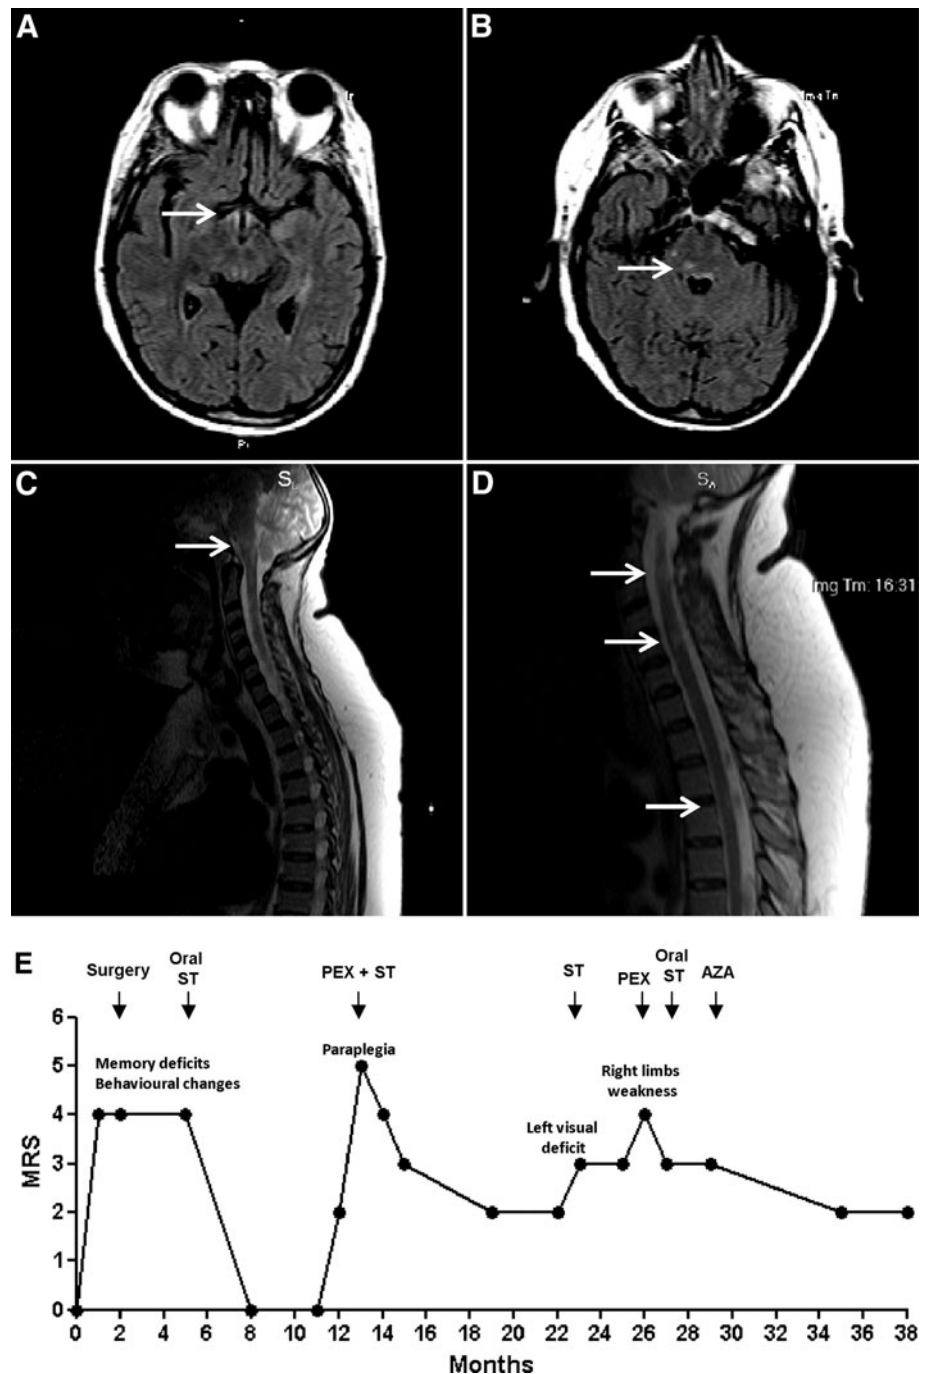 A
B
Img Tm
C
S
D
S
Img Tm: 16:31
E
Surgery
Oral
ST
PEX + ST
ST
PEX
Oral
ST
AZA
6
5
4
3
2
1
0
MRS
Memory deficits
Behavioural changes
Paraplegia
Left visual
deficit
Right limbs
weakness
0 2 4 6 8 10 12 14 16 18 20 22 24 26 28 30 32 34 36 38
Months